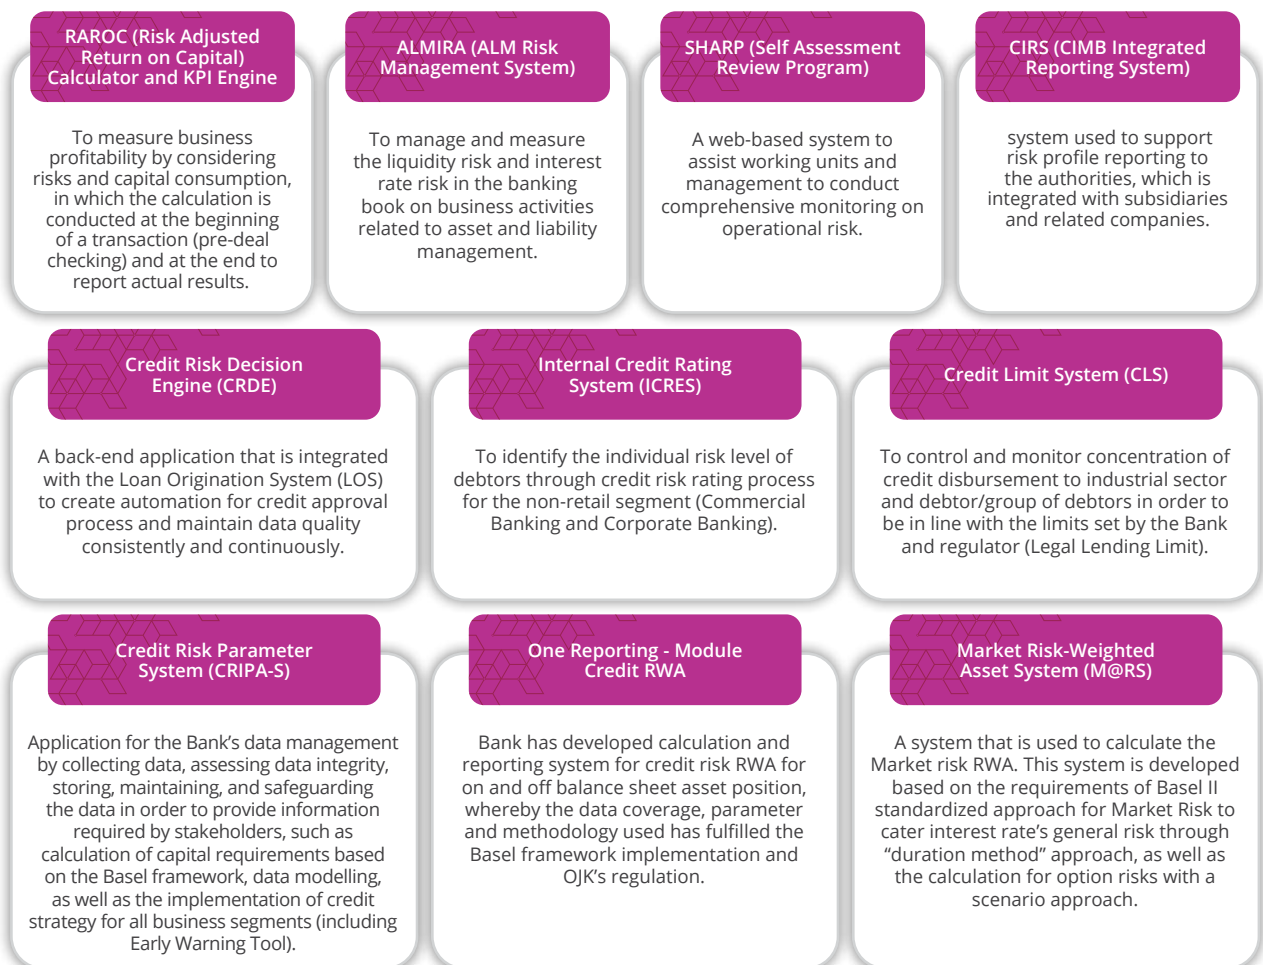 RAROC (Risk Adjusted
Return on Capital)
Calculator and KPI Engine
To measure business
profitability by considering
risks and capital consumption,
in which the calculation is
conducted at the beginning
of a transaction (pre-deal
checking) and at the end to
report actual results.
ALMIRA (ALM Risk
Management System)
To manage and measure
the liquidity risk and interest
rate risk in the banking
book on business activities
related to asset and liability
management.
SHARP (Self Assessment
Review Program)
A web-based system to
assist working units and
management to conduct
comprehensive monitoring on
operational risk.
CIRS (CIMB Integrated
Reporting System)
system used to support
risk profile reporting to
the authorities, which is
integrated with subsidiaries
and related companies.
Credit Risk Decision
Engine (CRDE)
A back-end application that is integrated
with the Loan Origination System (LOS)
to create automation for credit approval
process and maintain data quality
consistently and continuously.
Internal Credit Rating
System (ICRES)
To identify the individual risk level of
debtors through credit risk rating process
for the non-retail segment (Commercial
Banking and Corporate Banking).
Credit Limit System (CLS)
To control and monitor concentration of
credit disbursement to industrial sector
and debtor/group of debtors in order to
be in line with the limits set by the Bank
and regulator (Legal Lending Limit).
Credit Risk Parameter
System (CRIPA-S)
Application for the Bank’s data management
by collecting data, assessing data integrity,
storing, maintaining, and safeguarding
the data in order to provide information
required by stakeholders, such as
calculation of capital requirements based
on the Basel framework, data modelling,
as well as the implementation of credit
strategy for all business segments (including
Early Warning Tool).
One Reporting - Module
Credit RWA
Bank has developed calculation and
reporting system for credit risk RWA for
on and off balance sheet asset position,
whereby the data coverage, parameter
and methodology used has fulfilled the
Basel framework implementation and
OJK’s regulation.
Market Risk-Weighted
Asset System (M@RS)
A system that is used to calculate the
Market risk RWA. This system is developed
based on the requirements of Basel II
standardized approach for Market Risk to
cater interest rate’s general risk through
“duration method” approach, as well as
the calculation for option risks with a
scenario approach.